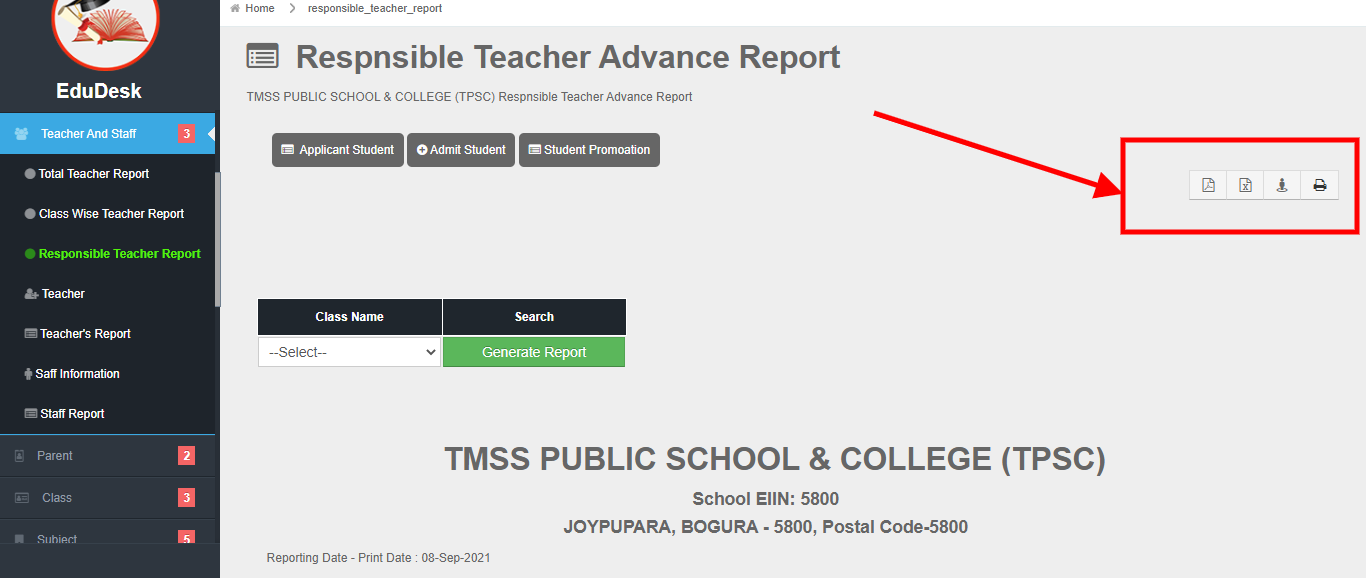 Home
responsible_teacher_report
EduDesk
Teacher And Staff 3
Total Teacher Report
Class Wise Teacher Report
Responsible Teacher Report
Teacher
Teacher's Report
Staff Information
Staff Report
Parent 2
Class 3
Subject 5
Respnsible Teacher Advance Report
TMSS PUBLIC SCHOOL & COLLEGE (TPSC) Respnsible Teacher Advance Report
Applicant Student
Admit Student
Student Promoation
Class Name
Search
--Select--
Generate Report
TMSS PUBLIC SCHOOL & COLLEGE (TPSC)
School EIIN: 5800
JOYPUPARA, BOGURA - 5800, Postal Code-5800
Reporting Date - Print Date : 08-Sep-2021